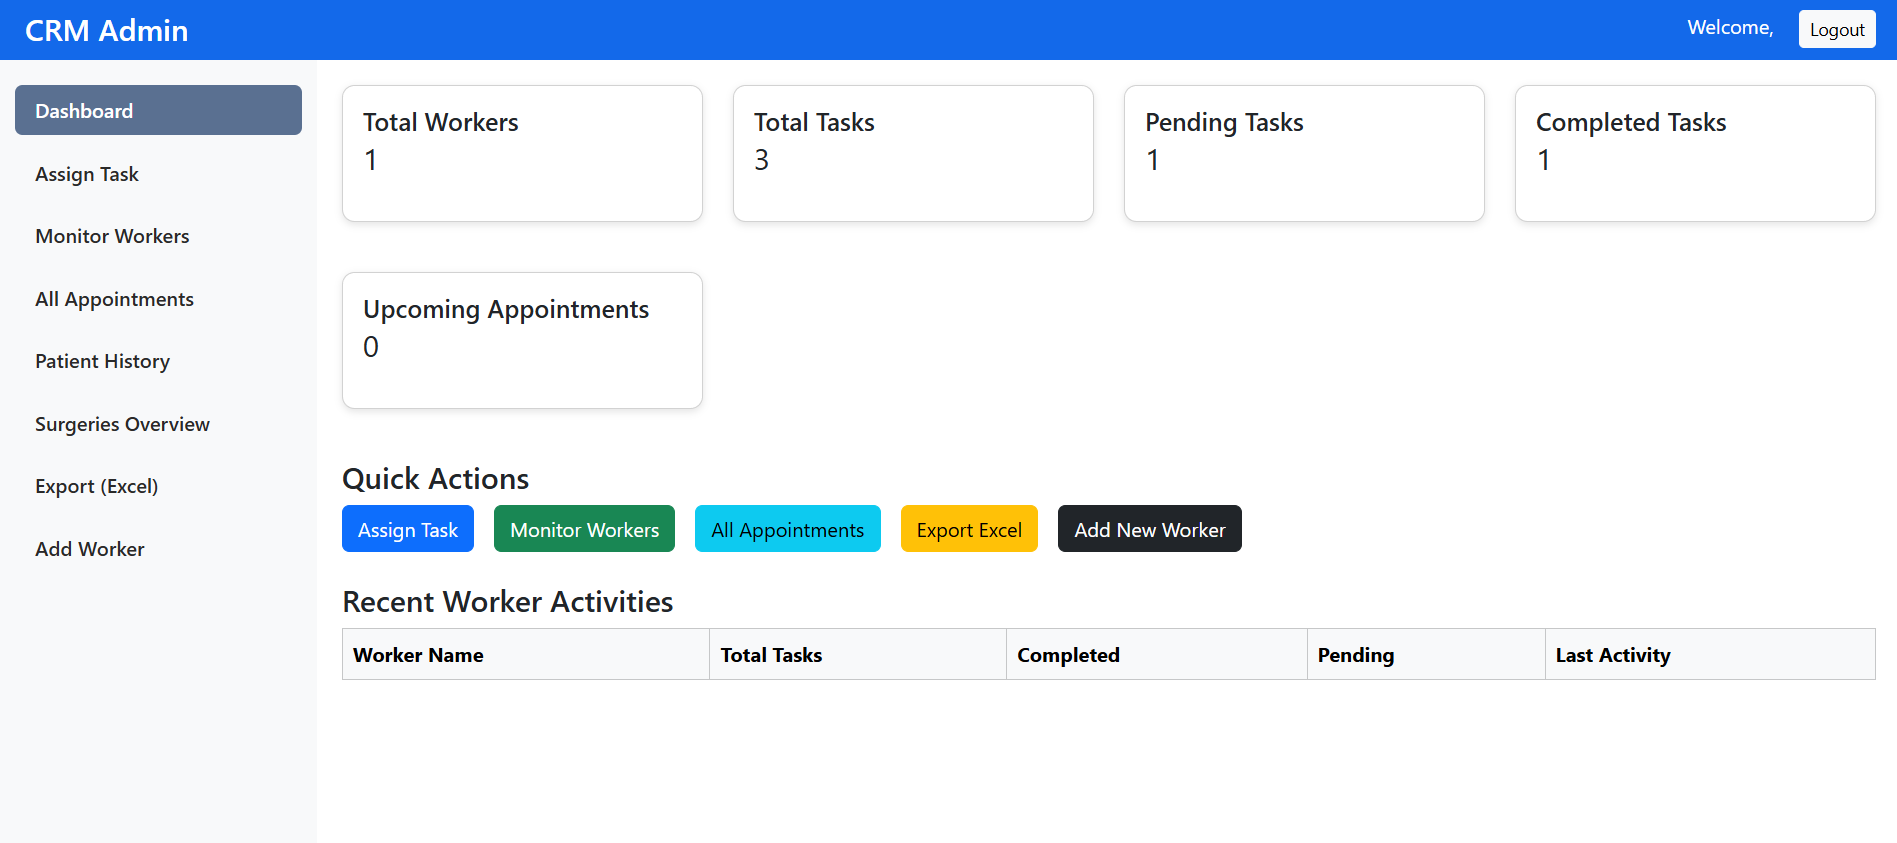 CRM Admin
Welcome,
Logout
Dashboard
Assign Task
Monitor Workers
All Appointments
Patient History
Surgeries Overview
Export (Excel)
Add Worker
Total Workers
1
Total Tasks
3
Pending Tasks
1
Completed Tasks
1
Upcoming Appointments
0
Quick Actions
Assign Task
Monitor Workers
All Appointments
Export Excel
Add New Worker
Recent Worker Activities
Worker Name Total Tasks Completed Pending Last Activity